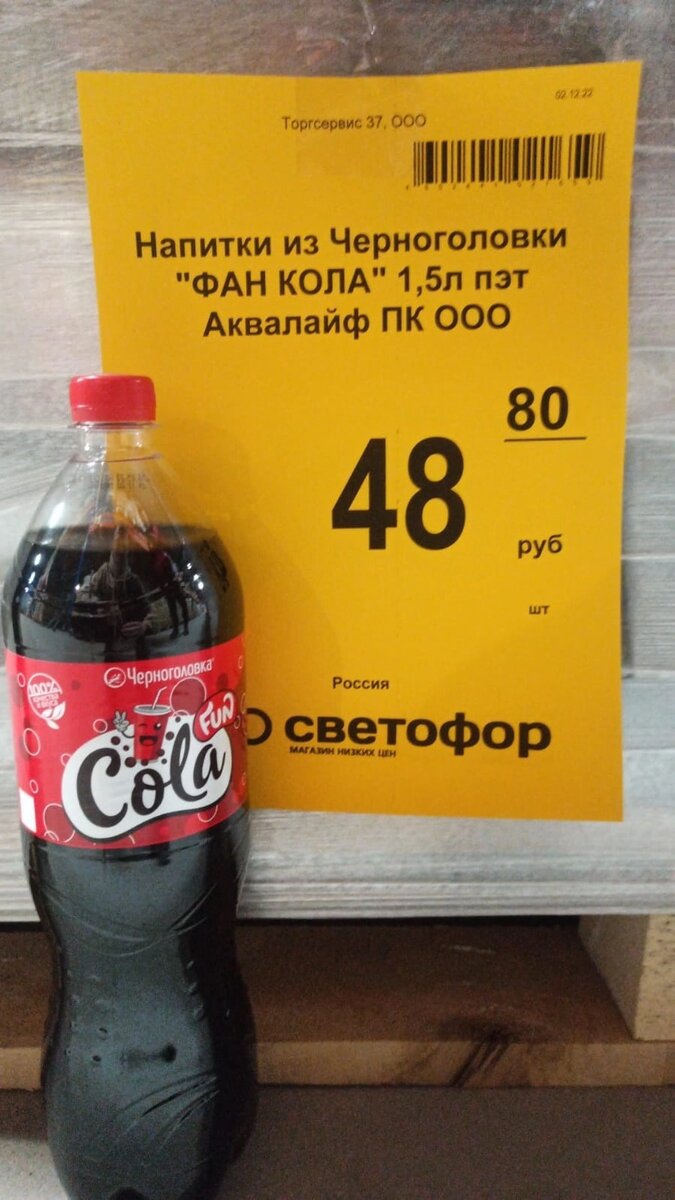 02.12.22
Торгсервис 37, ООО
Напитки из Черноголовки
"ФАН КОЛА" 1,5л пэт
Аквалайф ПК ООО
48
80
руб
шт
Россия
светофор
МАГАЗИН НИЗКИХ ЦЕН
Черноголовка
100%
FUN
Cola